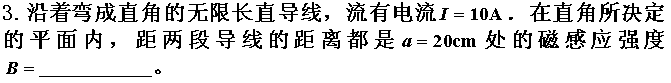 3. 沿着弯成直角的无限长直导线，流有电流 I = 10A．在直角所决定
的平面内，距两段导线的距离都是 a = 20cm 处的磁感应强度
B = ____________。